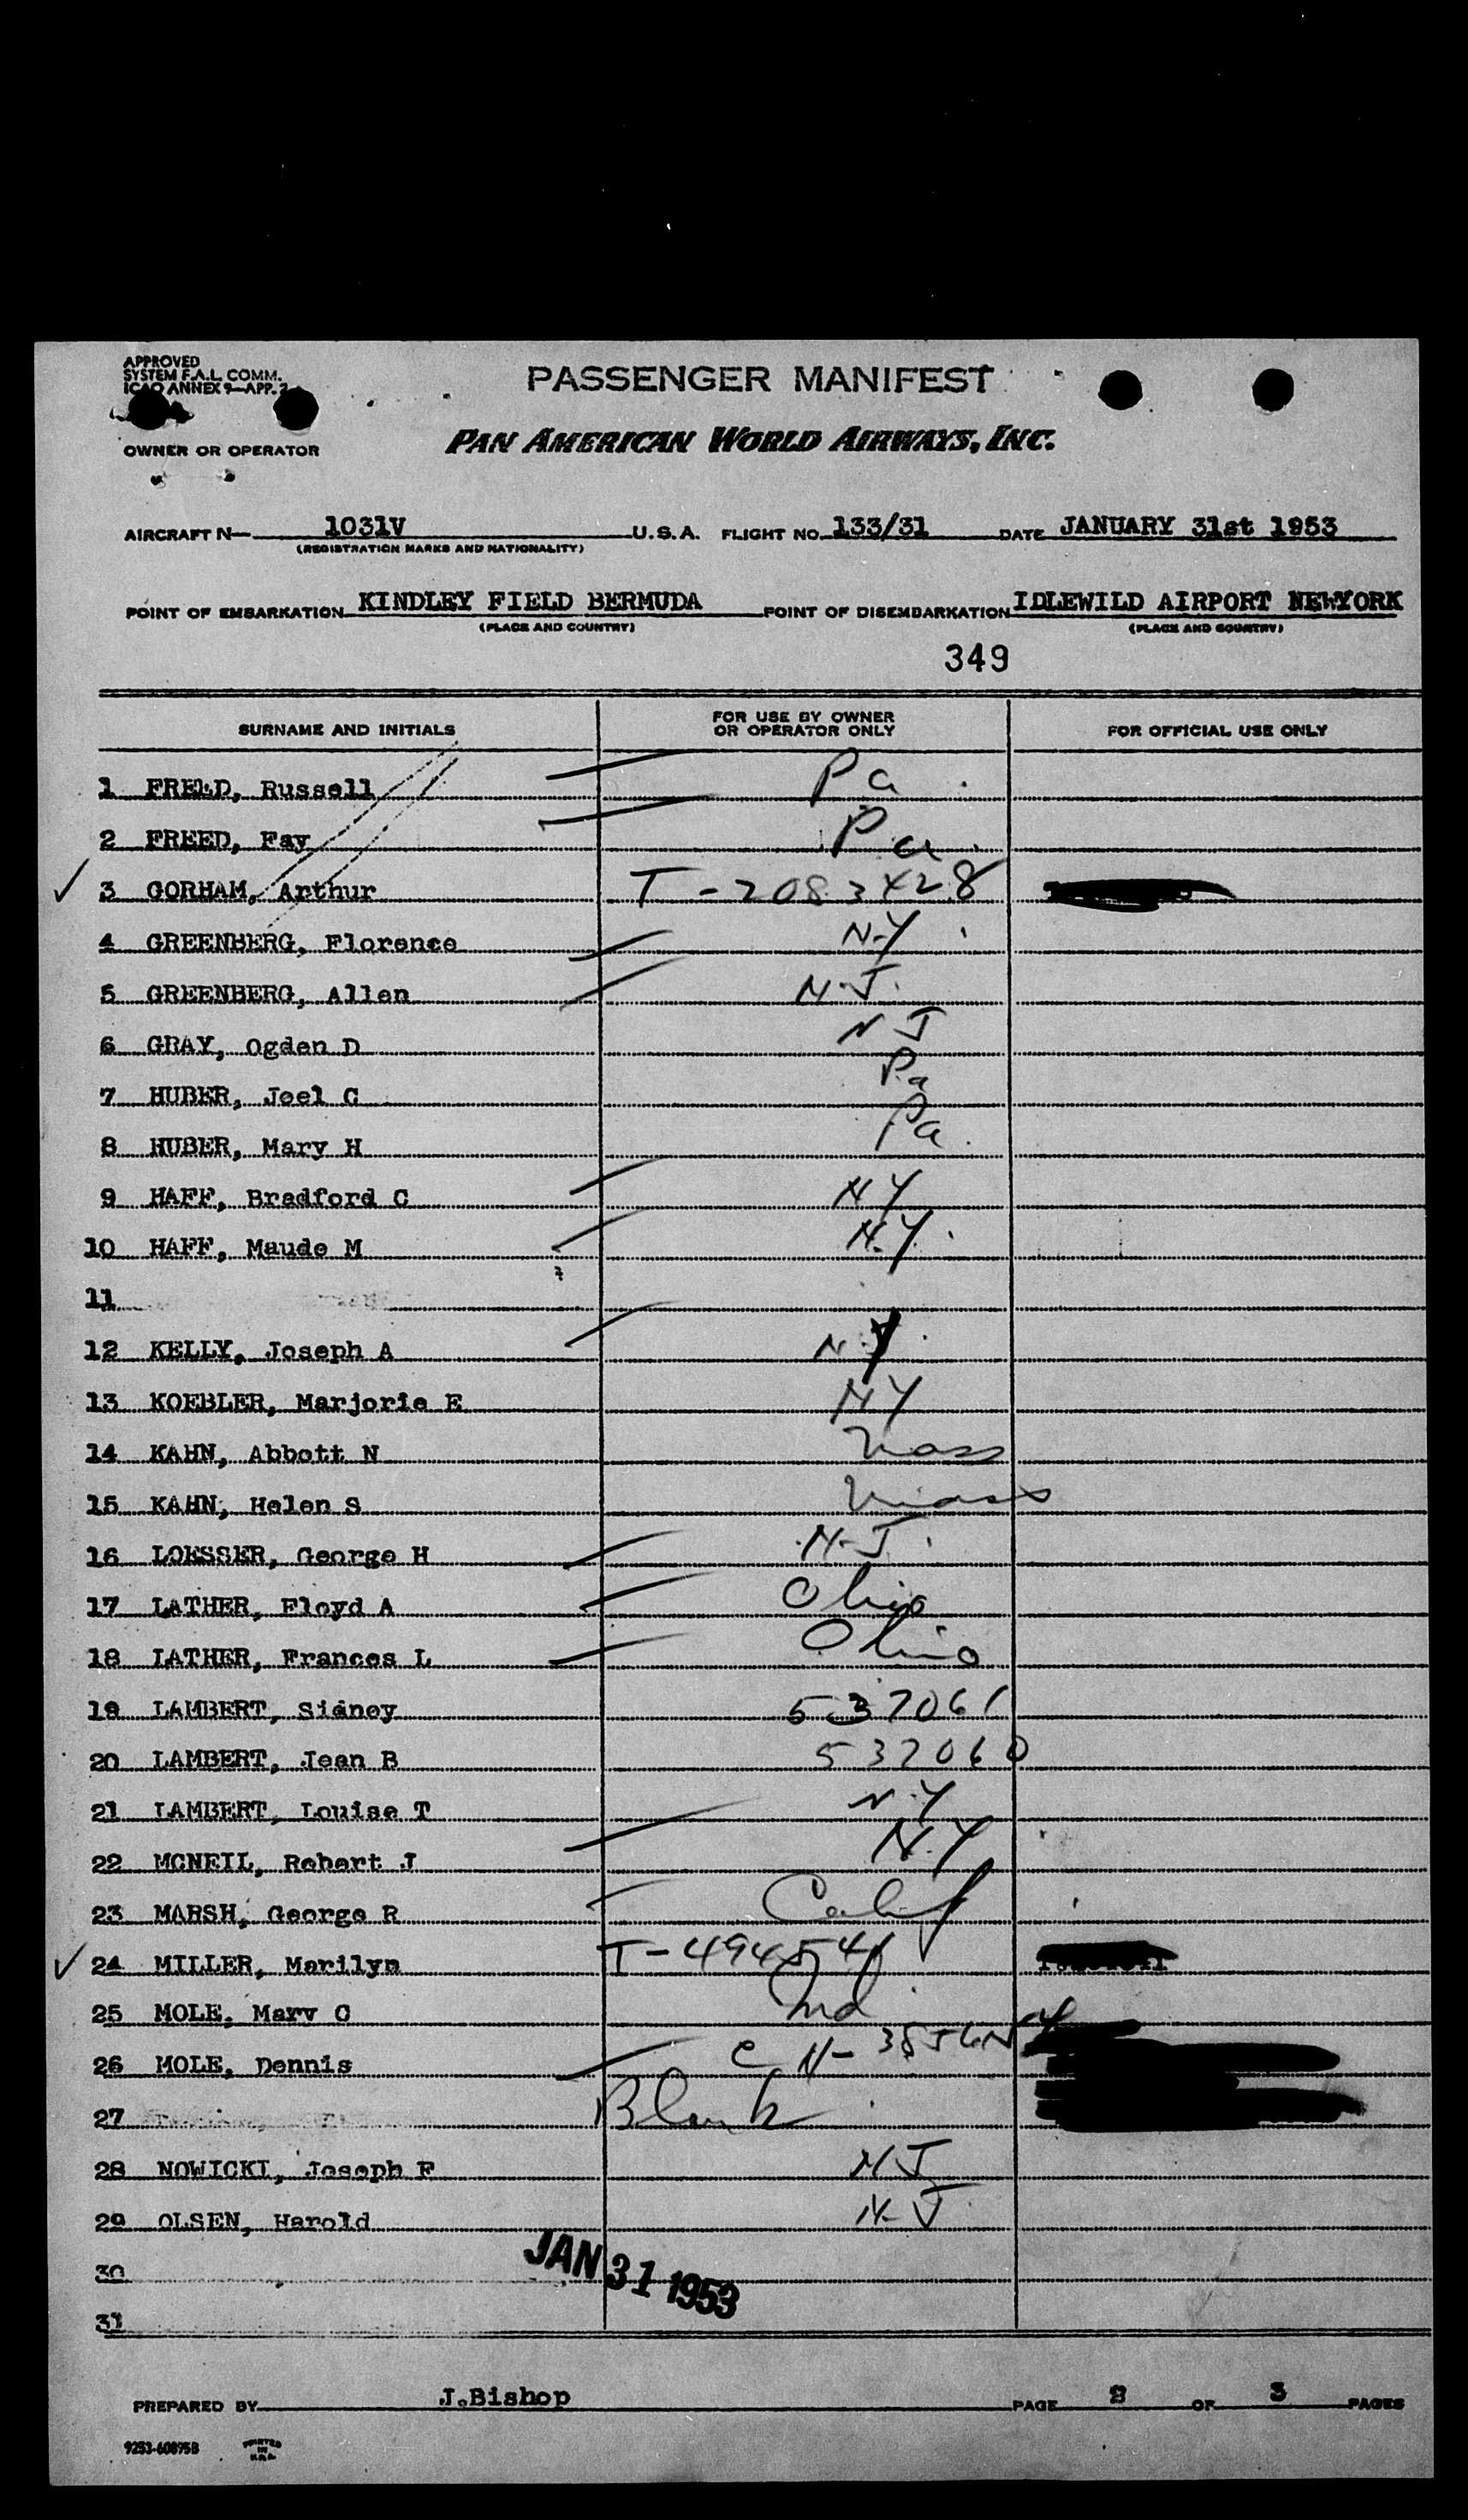 APPROVED
SYSTEM F.A.L. COMM.
ICAO ANNEX 9—APP. 2
PASSENGER MANIFEST
OWNER OR OPERATOR
PAN AMERICAN WORLD AIRWAYS, INC.
AIRCRAFT N— 1031V U.S.A. FLIGHT NO. 133/31 DATE JANUARY 31st 1953
(REGISTRATION MARKS AND NATIONALITY)
POINT OF EMBARKATION KINDLEY FIELD BERMUDA POINT OF DISEMBARKATION IDLEWILD AIRPORT NEWYORK
(PLACE AND COUNTRY) (PLACE AND COUNTRY)
349
SURNAME AND INITIALS FOR USE BY OWNER OR OPERATOR ONLY FOR OFFICIAL USE ONLY
1 FREED, Russell Pa
2 FREED, Fay Pa
3 GORHAM, Arthur T-2083428
4 GREENBERG, Florence N.Y
5 GREENBERG, Allen N.J.
6 GRAY, Ogden D N J
7 HUBER, Joel C Pa
8 HUBER, Mary H Pa.
9 HAFF, Bradford C N Y
10 HAFF, Maude M N.Y.
11
12 KELLY, Joseph A N.Y
13 KOEBLER, Marjorie E N Y
14 KAHN, Abbott N Mass
15 KAHN, Helen S Mass
16 LOESSER, George H N.J.
17 LATHER, Floyd A Ohio
18 LATHER, Frances L Ohio
19 LAMBERT, Sidney 537061
20 LAMBERT, Jean B 537060
21 LAMBERT, Louise T N.Y
22 MCNEIL, Robert J N.Y
23 MARSH, George R Calif
24 MILLER, Marilyn T-494541
25 MOLE, Mary C Ind
26 MOLE, Dennis C N-
27 Blank
28 NOWICKI, Joseph F N J
29 OLSEN, Harold N. J
30
JAN 31 1953
31
PREPARED BY J.Bishop PAGE 2 OF 3 PAGES
9253-60895B PRINTED IN U.S.A.